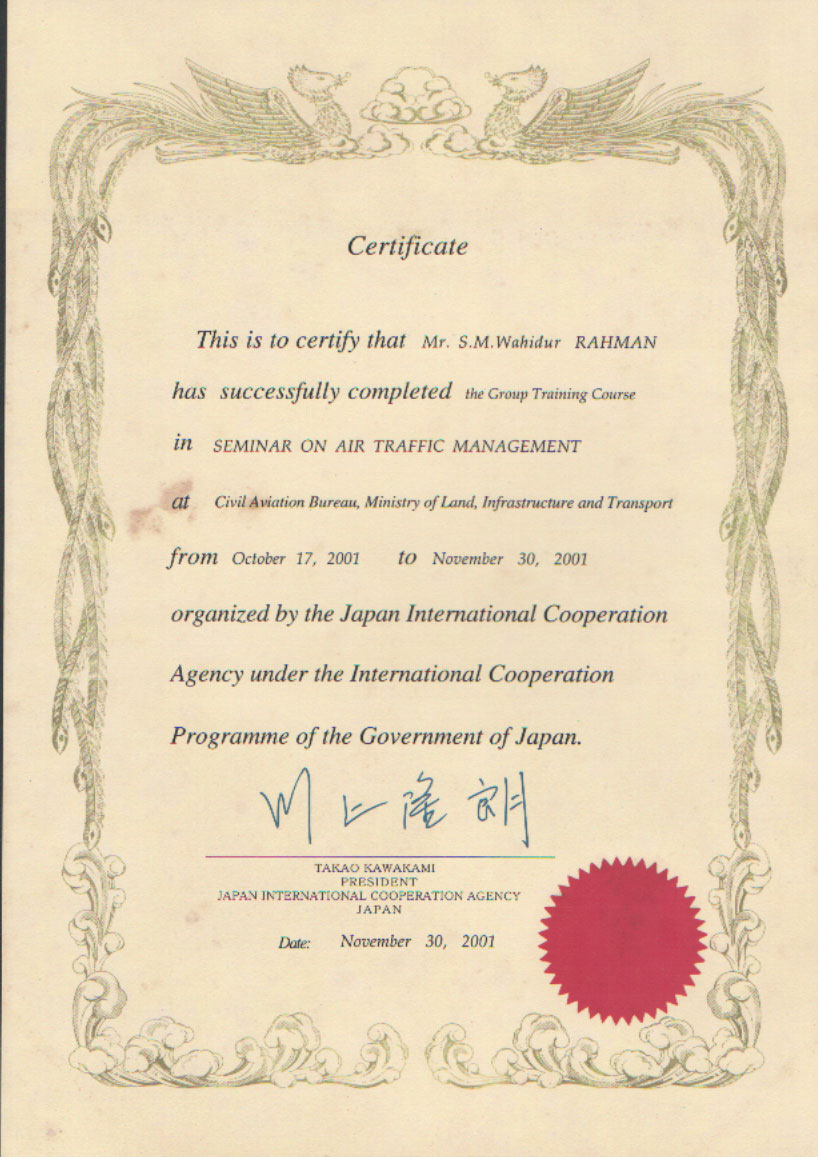 Certificate
This is to certify that Mr. S.M.Wahidur RAHMAN
has successfully completed the Group Training Course
in SEMINAR ON AIR TRAFFIC MANAGEMENT
at Civil Aviation Bureau, Ministry of Land, Infrastructure and Transport
from October 17, 2001 to November 30, 2001
organized by the Japan International Cooperation
Agency under the International Cooperation
Programme of the Government of Japan.
川上隆朗
TAKAO KAWAKAMI
PRESIDENT
JAPAN INTERNATIONAL COOPERATION AGENCY
JAPAN
Date: November 30, 2001